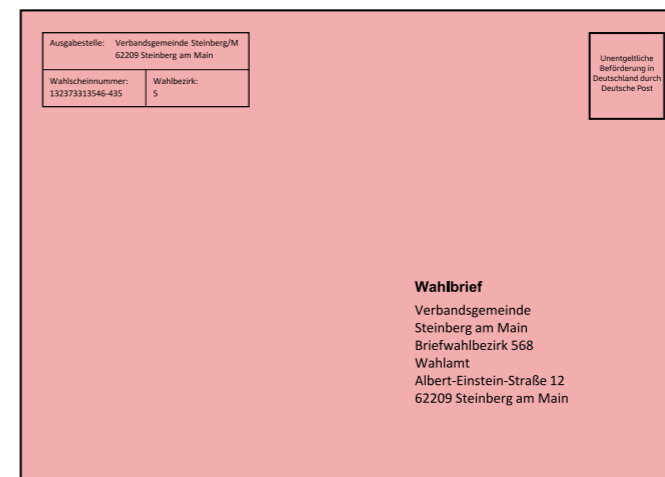 Ausgabestelle: Verbandsgemeinde Steinberg/M
62209 Steinberg am Main
Wahlscheinnummer:
132373313546-435
Wahlbezirk:
5
Unentgeltliche
Beförderung in
Deutschland durch
Deutsche Post
Wahlbrief
Verbandsgemeinde
Steinberg am Main
Briefwahlbezirk 568
Wahlamt
Albert-Einstein-Straße 12
62209 Steinberg am Main